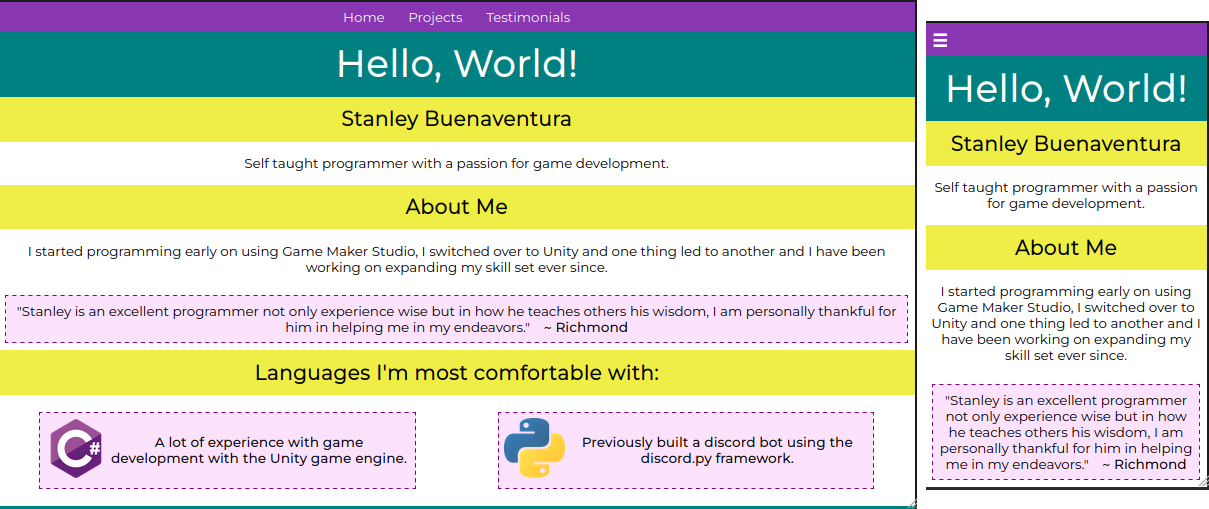 Home Projects Testimonials
Hello, World!
Stanley Buenaventura
Self taught programmer with a passion for game development.
About Me
I started programming early on using Game Maker Studio, I switched over to Unity and one thing led to another and I have been
working on expanding my skill set ever since.
"Stanley is an excellent programmer not only experience wise but in how he teaches others his wisdom, I am personally thankful for
him in helping me in my endeavors." ~ Richmond
Languages I'm most comfortable with:
C#
A lot of experience with game
development with the Unity game engine.
Previously built a discord bot using the
discord.py framework.
☰
Hello, World!
Stanley Buenaventura
Self taught programmer with a passion
for game development.
About Me
I started programming early on using
Game Maker Studio, I switched over to
Unity and one thing led to another and I
have been working on expanding my
skill set ever since.
"Stanley is an excellent programmer
not only experience wise but in how
he teaches others his wisdom, I am
personally thankful for him in helping
me in my endeavors." ~ Richmond